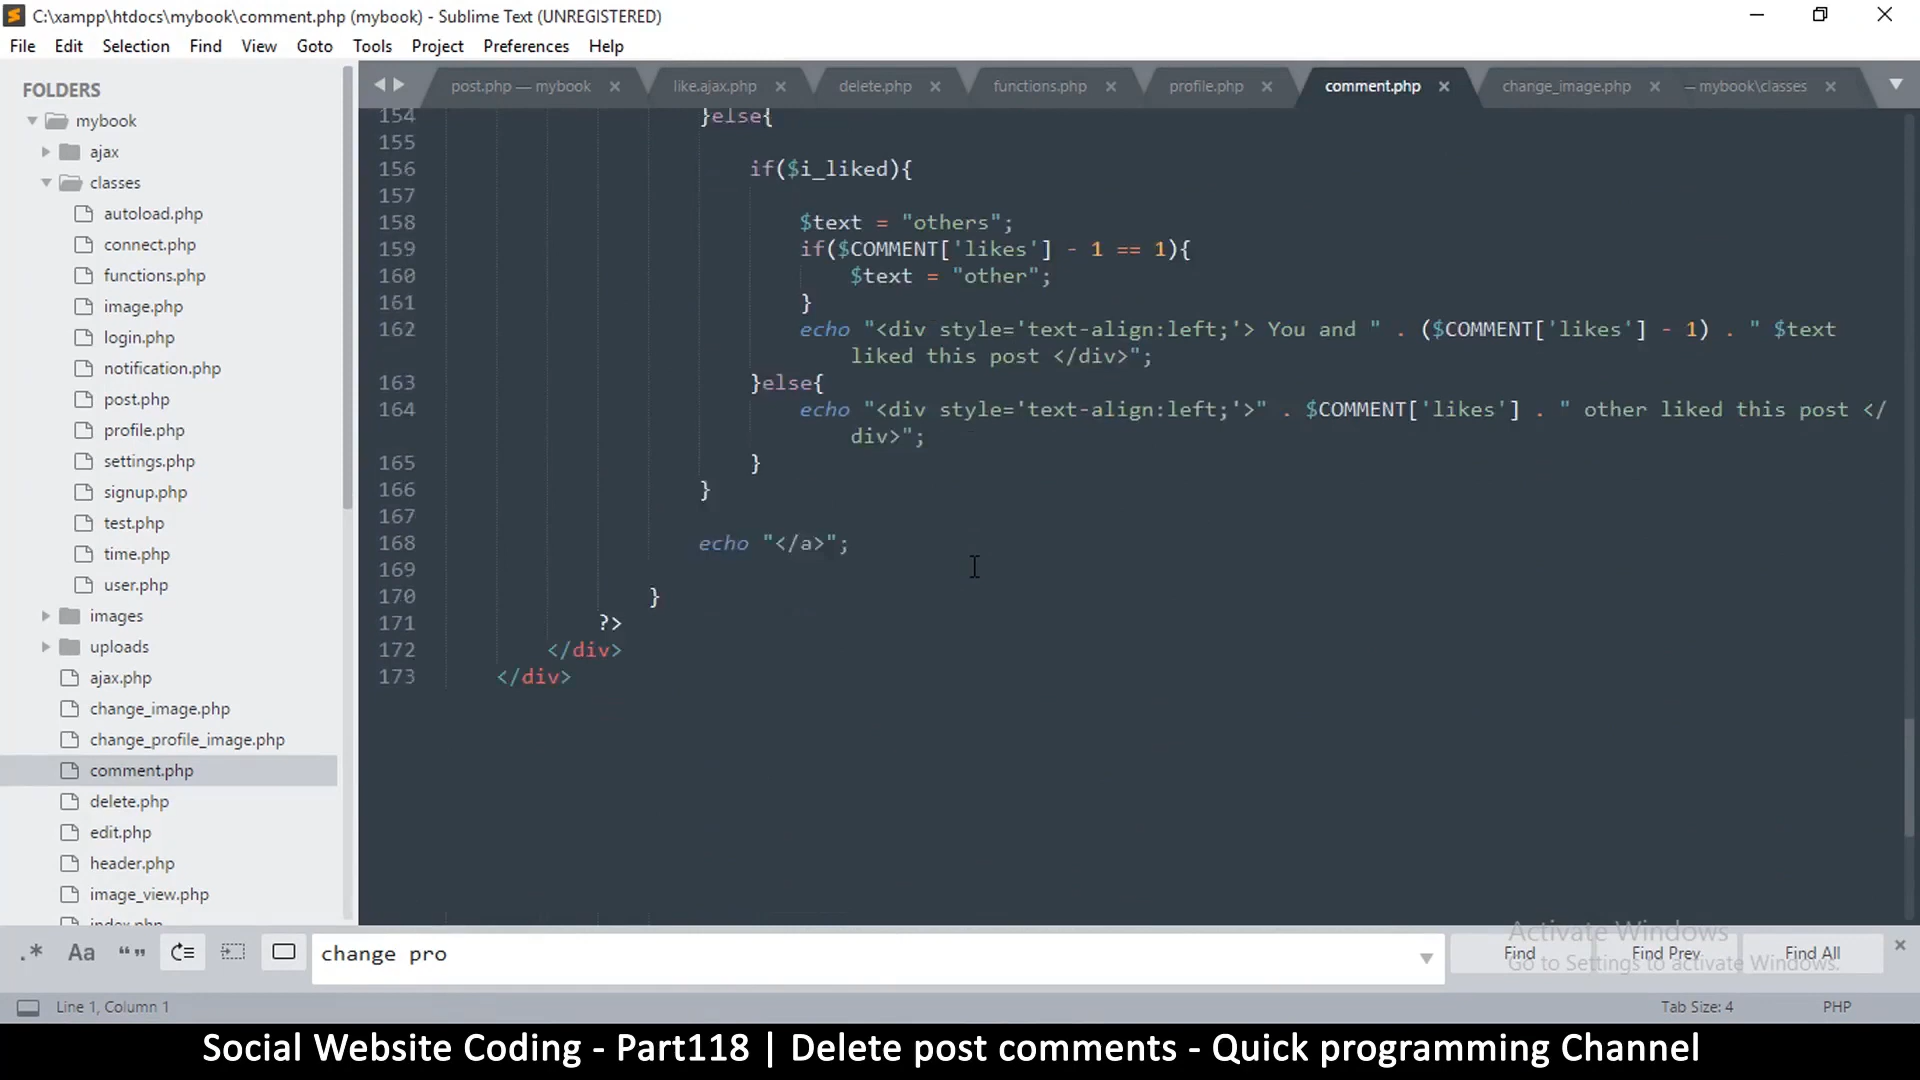 C:\xampp\htdocs\mybook\comment.php (mybook) - Sublime Text (UNREGISTERED)
File Edit Selection Find View Goto Tools Project Preferences Help
FOLDERS
mybook
ajax
classes
autoload.php
connect.php
functions.php
image.php
login.php
notification.php
post.php
profile.php
settings.php
signup.php
test.php
time.php
user.php
images
uploads
ajax.php
change_image.php
change_profile_image.php
comment.php
delete.php
edit.php
header.php
image_view.php
index.php
post.php — mybook like.ajax.php delete.php functions.php profile.php comment.php change_image.php — mybook\classes
154 }else{
155
156 if($i_liked){
157
158 $text = "others";
159 if($COMMENT['likes'] - 1 == 1){
160 $text = "other";
161 }
162 echo "<div style='text-align:left;'> You and " . ($COMMENT['likes'] - 1) . " $text
liked this post </div>";
163 }else{
164 echo "<div style='text-align:left;'>" . $COMMENT['likes'] . " other liked this post </
div>";
165 }
166 }
167
168 echo "</a>";
169
170 }
171 ?>
172 </div>
173 </div>
.* Aa “” change pro Find Find Prev Find All
Activate Windows
Go to Settings to activate Windows.
Line 1, Column 1 Tab Size: 4 PHP
Social Website Coding - Part118 | Delete post comments - Quick programming Channel